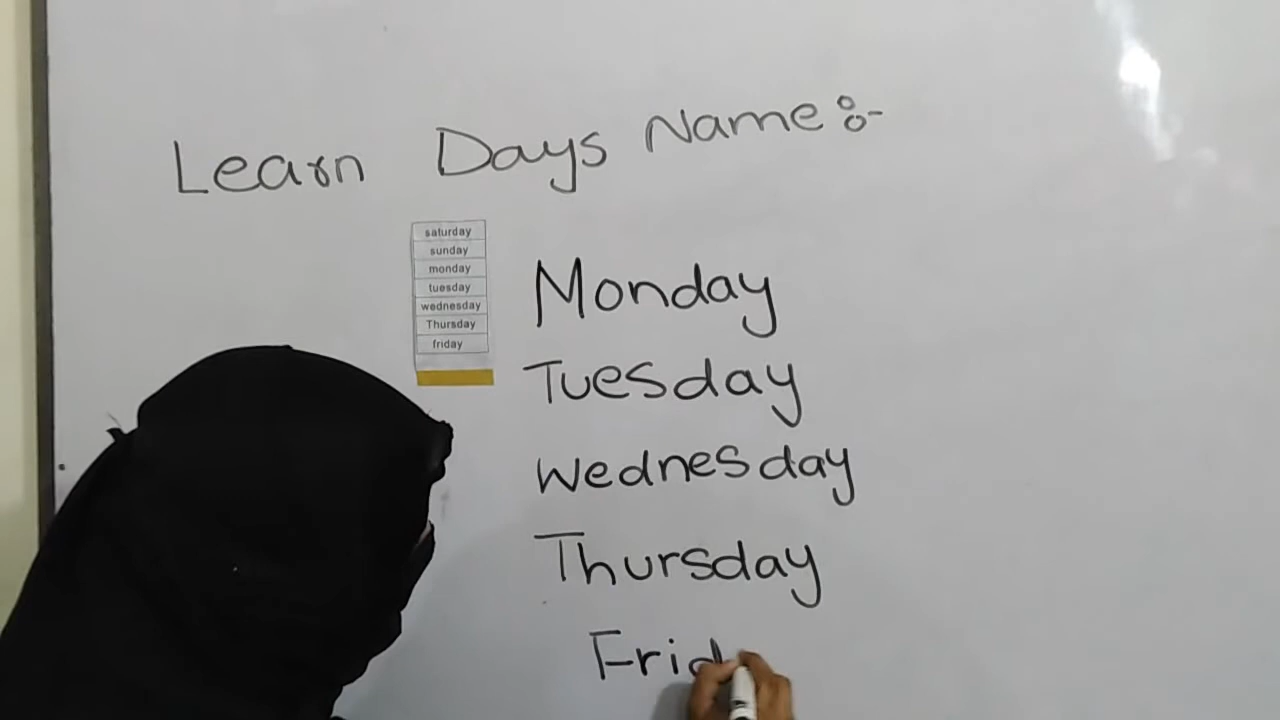 Learn Days Name :-
saturday
sunday
monday
tuesday
wednesday
Thursday
friday
Monday
Tuesday
Wednesday
Thursday
Frid